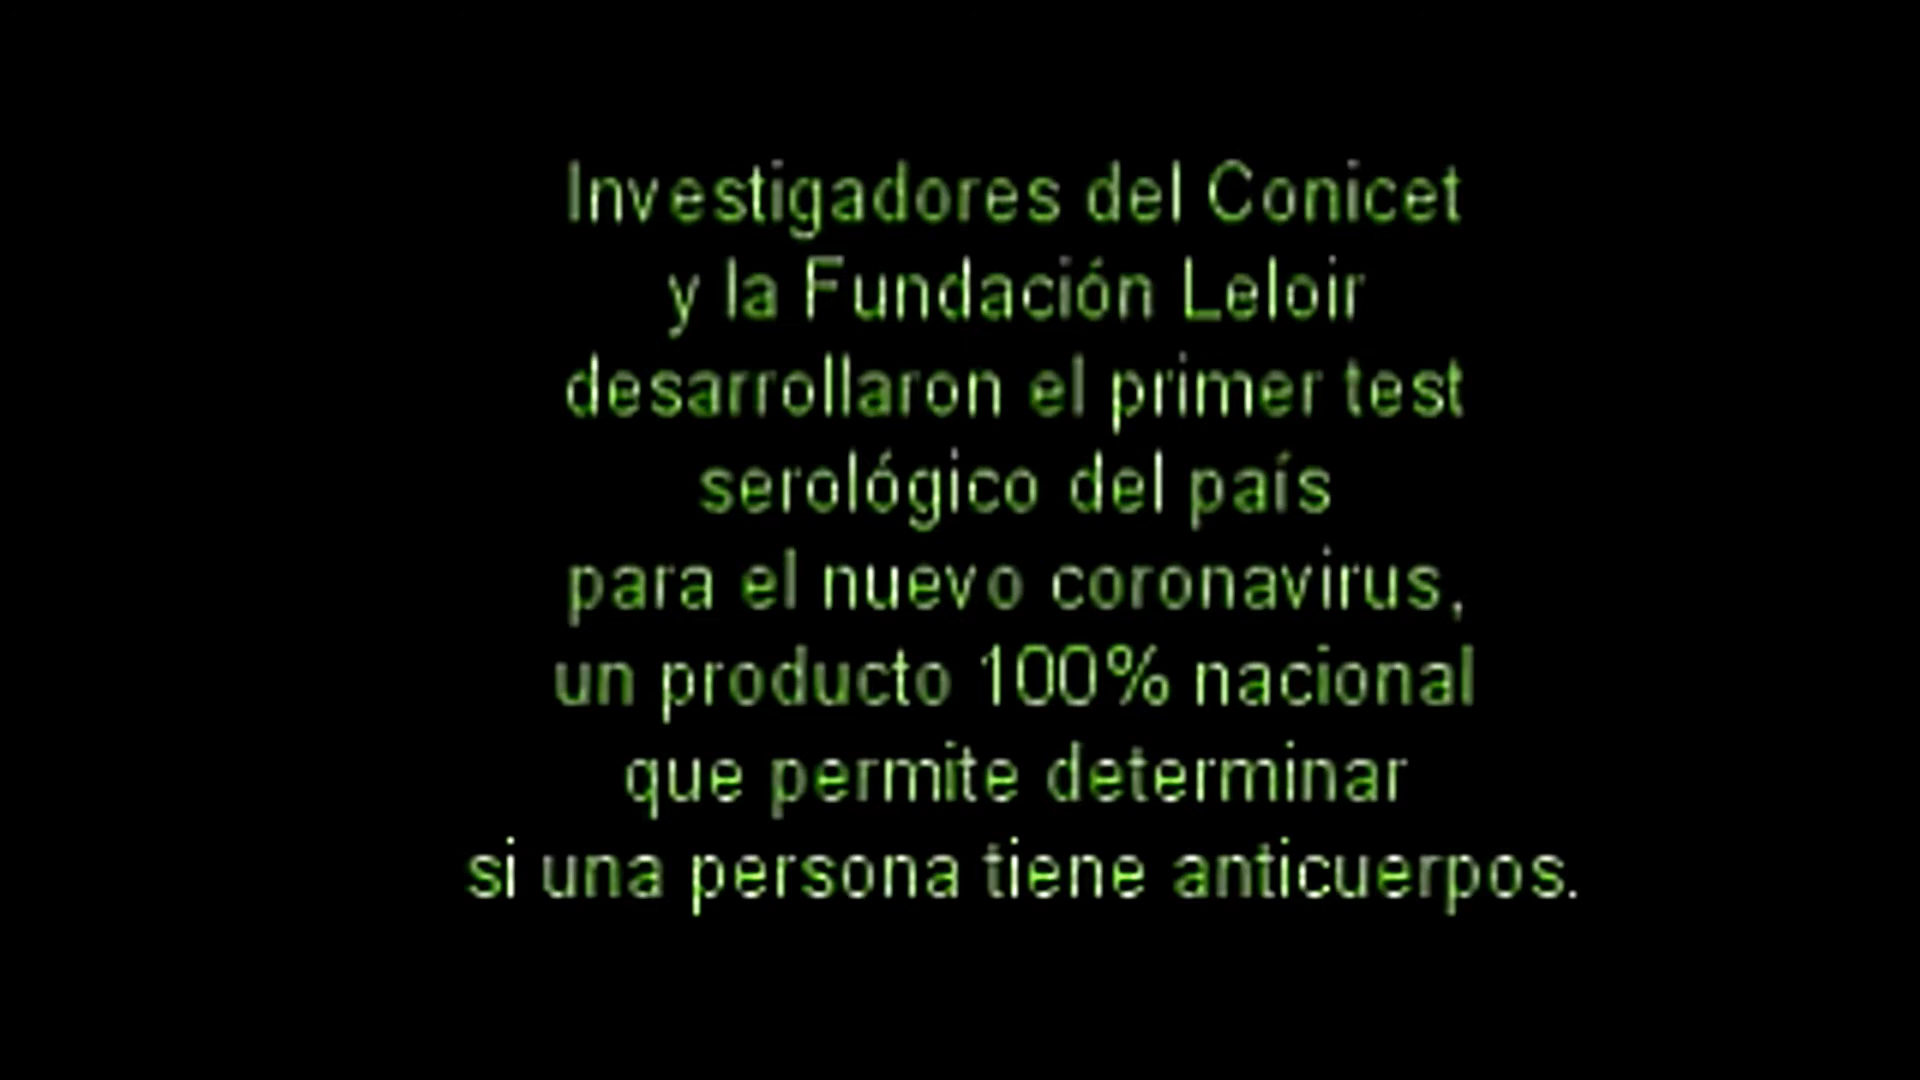 Investigadores del Conicet
y la Fundación Leloir
desarrollaron el primer test
serológico del país
para el nuevo coronavirus,
un producto 100% nacional
que permite determinar
si una persona tiene anticuerpos.